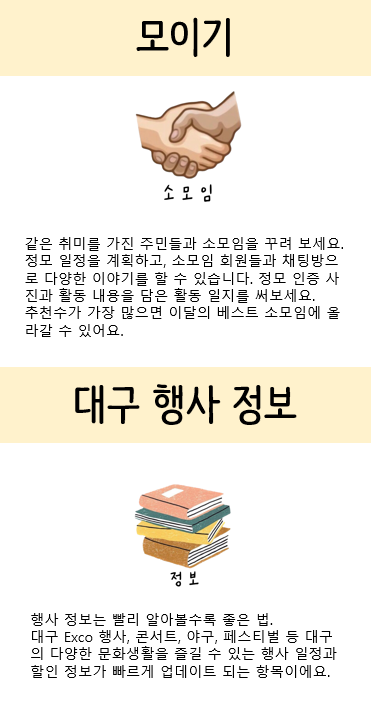 모이기
소모임
같은 취미를 가진 주민들과 소모임을 꾸려 보세요.
정모 일정을 계획하고, 소모임 회원들과 채팅방으
로 다양한 이야기를 할 수 있습니다. 정모 인증 사
진과 활동 내용을 담은 활동 일지를 써보세요.
추천수가 가장 많으면 이달의 베스트 소모임에 올
라갈 수 있어요.
대구 행사 정보
정보
행사 정보는 빨리 알아볼수록 좋은 법.
대구 Exco 행사, 콘서트, 야구, 페스티벌 등 대구
의 다양한 문화생활을 즐길 수 있는 행사 일정과
할인 정보가 빠르게 업데이트 되는 항목이에요.